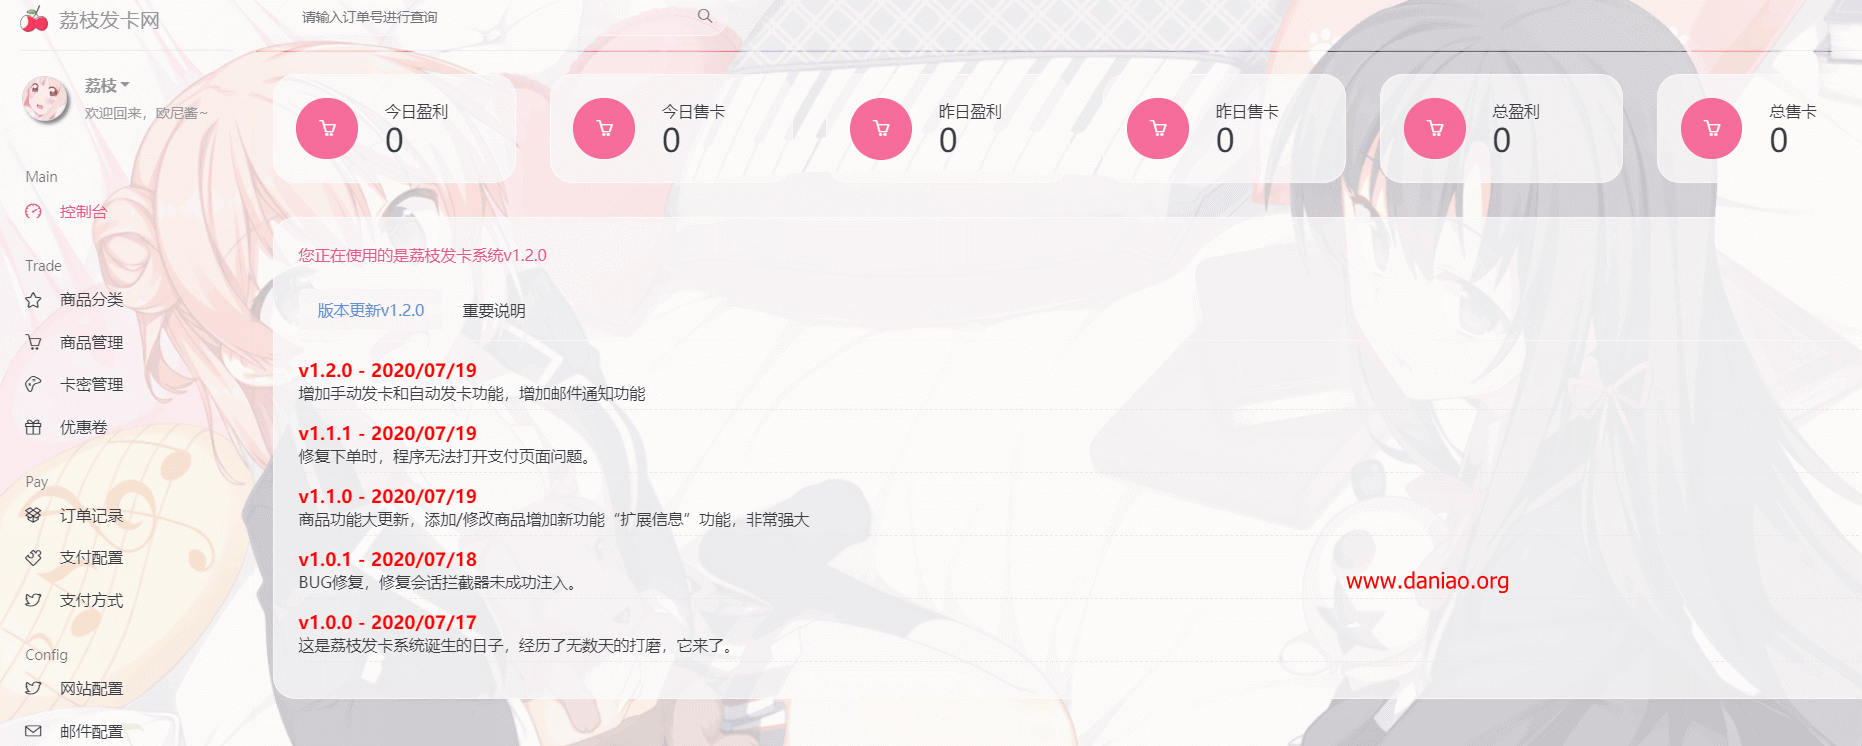 荔枝发卡网
请输入订单号进行查询
荔枝
欢迎回来，欧尼酱~
Main
控制台
Trade
商品分类
商品管理
卡密管理
优惠卷
Pay
订单记录
支付配置
支付方式
Config
网站配置
邮件配置
今日盈利
0
今日售卡
0
昨日盈利
0
昨日售卡
0
总盈利
0
总售卡
0
您正在使用的是荔枝发卡系统v1.2.0
版本更新v1.2.0 重要说明
v1.2.0 - 2020/07/19
增加手动发卡和自动发卡功能，增加邮件通知功能
v1.1.1 - 2020/07/19
修复下单时，程序无法打开支付页面问题。
v1.1.0 - 2020/07/19
商品功能大更新，添加/修改商品增加新功能“扩展信息”功能，非常强大
v1.0.1 - 2020/07/18
BUG修复，修复会话拦截器未成功注入。
v1.0.0 - 2020/07/17
这是荔枝发卡系统诞生的日子，经历了无数天的打磨，它来了。
www.daniao.org